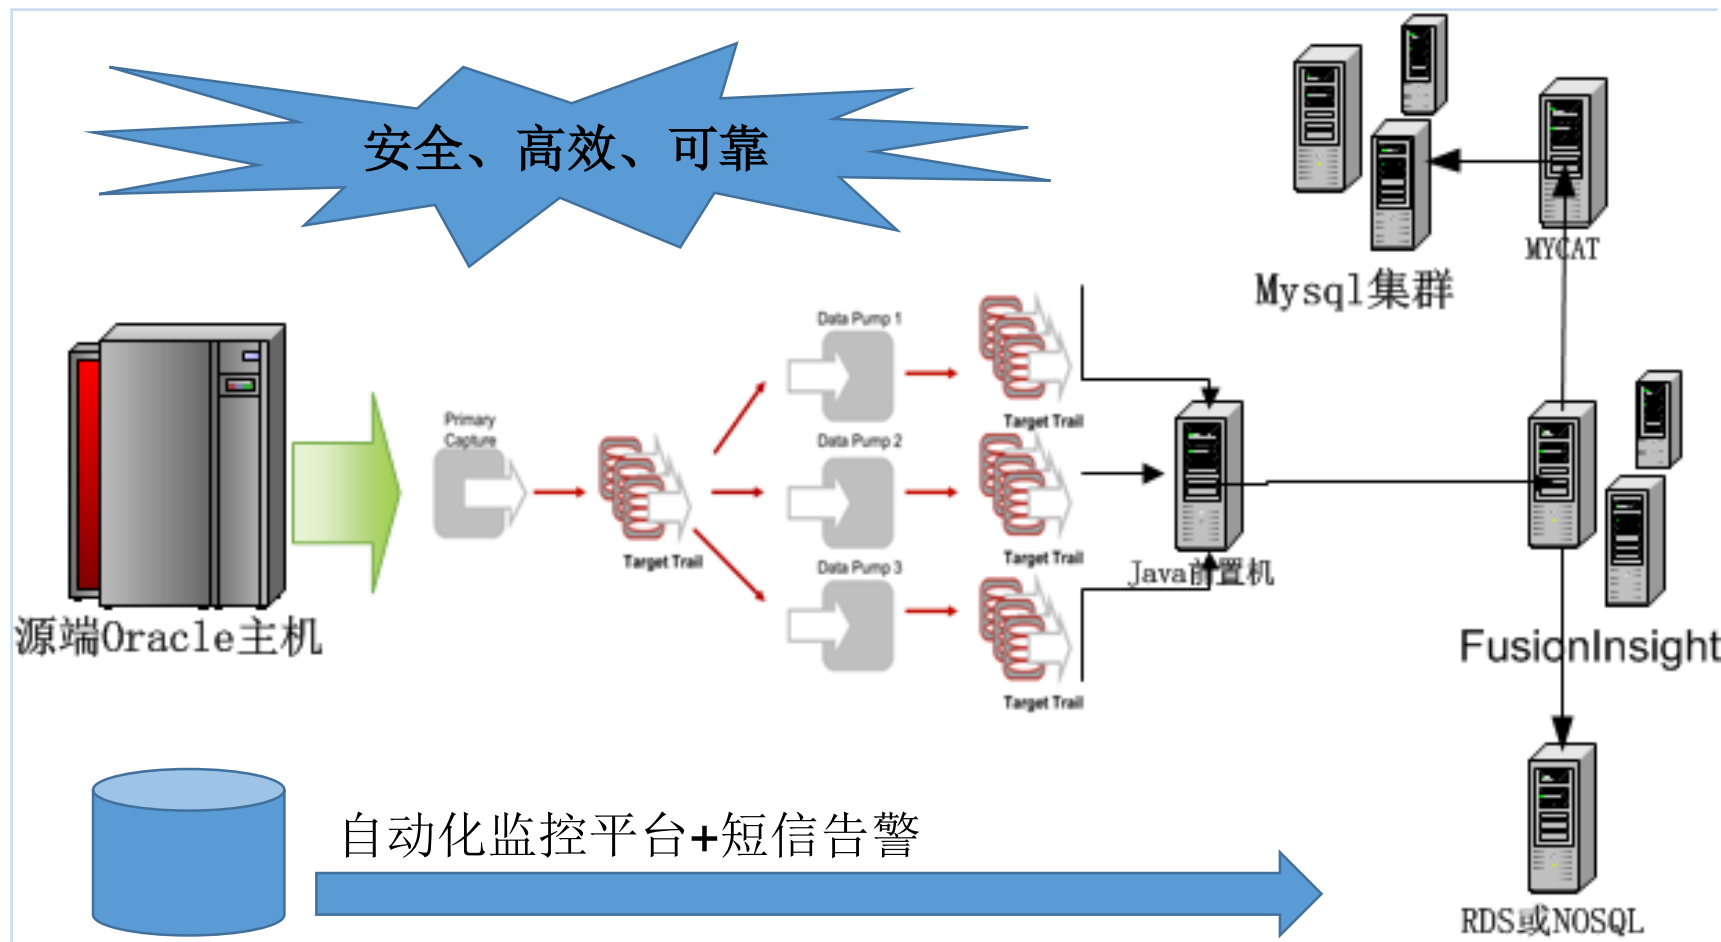 安全、高效、可靠
MYCAT
Mysql集群
Data Pump 1
Primary
Capture
Target Trail
Data Pump 2
Target Trail
Target Trail
Data Pump 3
Java前置机
源端Oracle主机
FusionInsight
Target Trail
自动化监控平台+短信告警
RDS或NOSQL